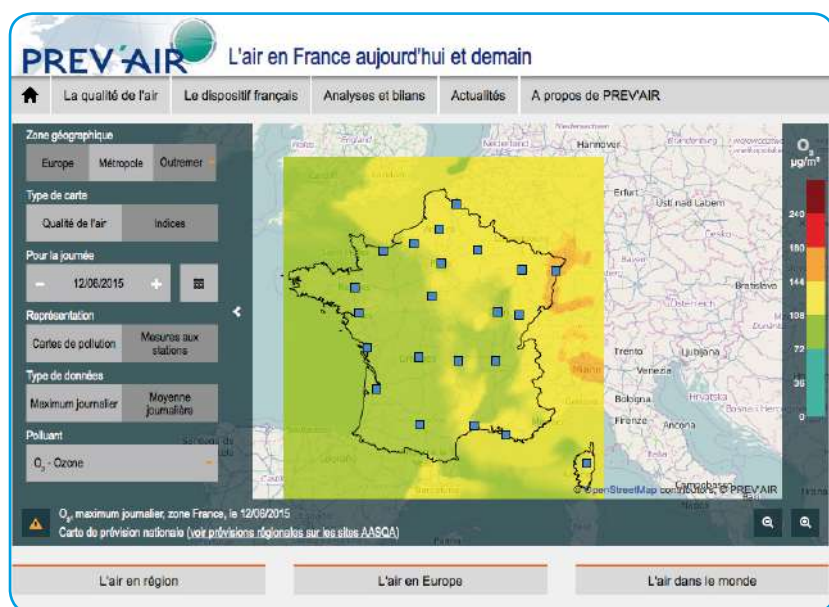 PREV'AIR
L'air en France aujourd'hui et demain
La qualité de l'air
Le dispositif français
Analyses et bilans
Actualités
A propos de PREV'AIR
Zone géographique
Europe
Métropole
Outremer
Type de carte
Qualité de l'air
Indices
Pour la journée
- 12/06/2015 +
Représentation
Cartes de pollution
Mesures aux
stations
Type de données
Maximum journalier
Moyenne
journalière
Polluant
O₃ - Ozone
Hannover
Erfurt
Ústí nad Labem
Bratislava
Trento
Ljubljana
Venezia
Hrvatska
Bologna
Firenze
Ancona
Italia
O₃
µg/m³
240
180
144
108
72
36
0
© OpenStreetMap contributors, © PREV'AIR
O₃, maximum journalier, zone France, le 12/06/2015
Carte de prévision nationale (voir prévisions régionales sur les sites AASQA)
L'air en région
L'air en Europe
L'air dans le monde